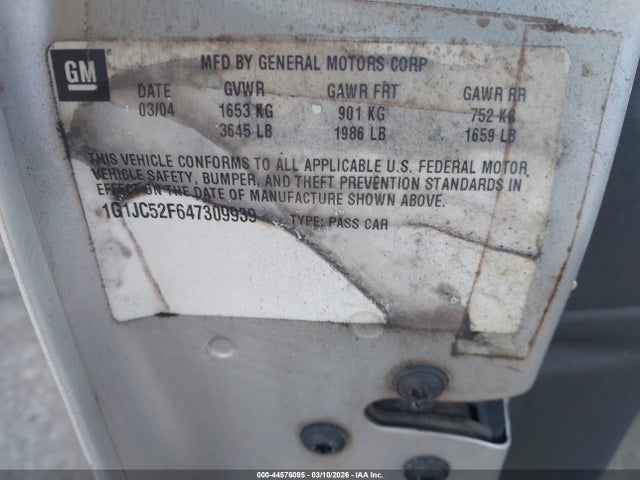 GM
MFD BY GENERAL MOTORS CORP
DATE GVWR GAWR FRT GAWR RR
03/04 1653 KG 901 KG 752 KG
3645 LB 1986 LB 1659 LB
THIS VEHICLE CONFORMS TO ALL APPLICABLE U.S. FEDERAL MOTOR
VEHICLE SAFETY, BUMPER, AND THEFT PREVENTION STANDARDS IN
EFFECT ON THE DATE OF MANUFACTURE SHOWN ABOVE.
1G1JC52F647309939 TYPE: PASS CAR
000-44576095 - 03/10/2026 - IAA Inc.